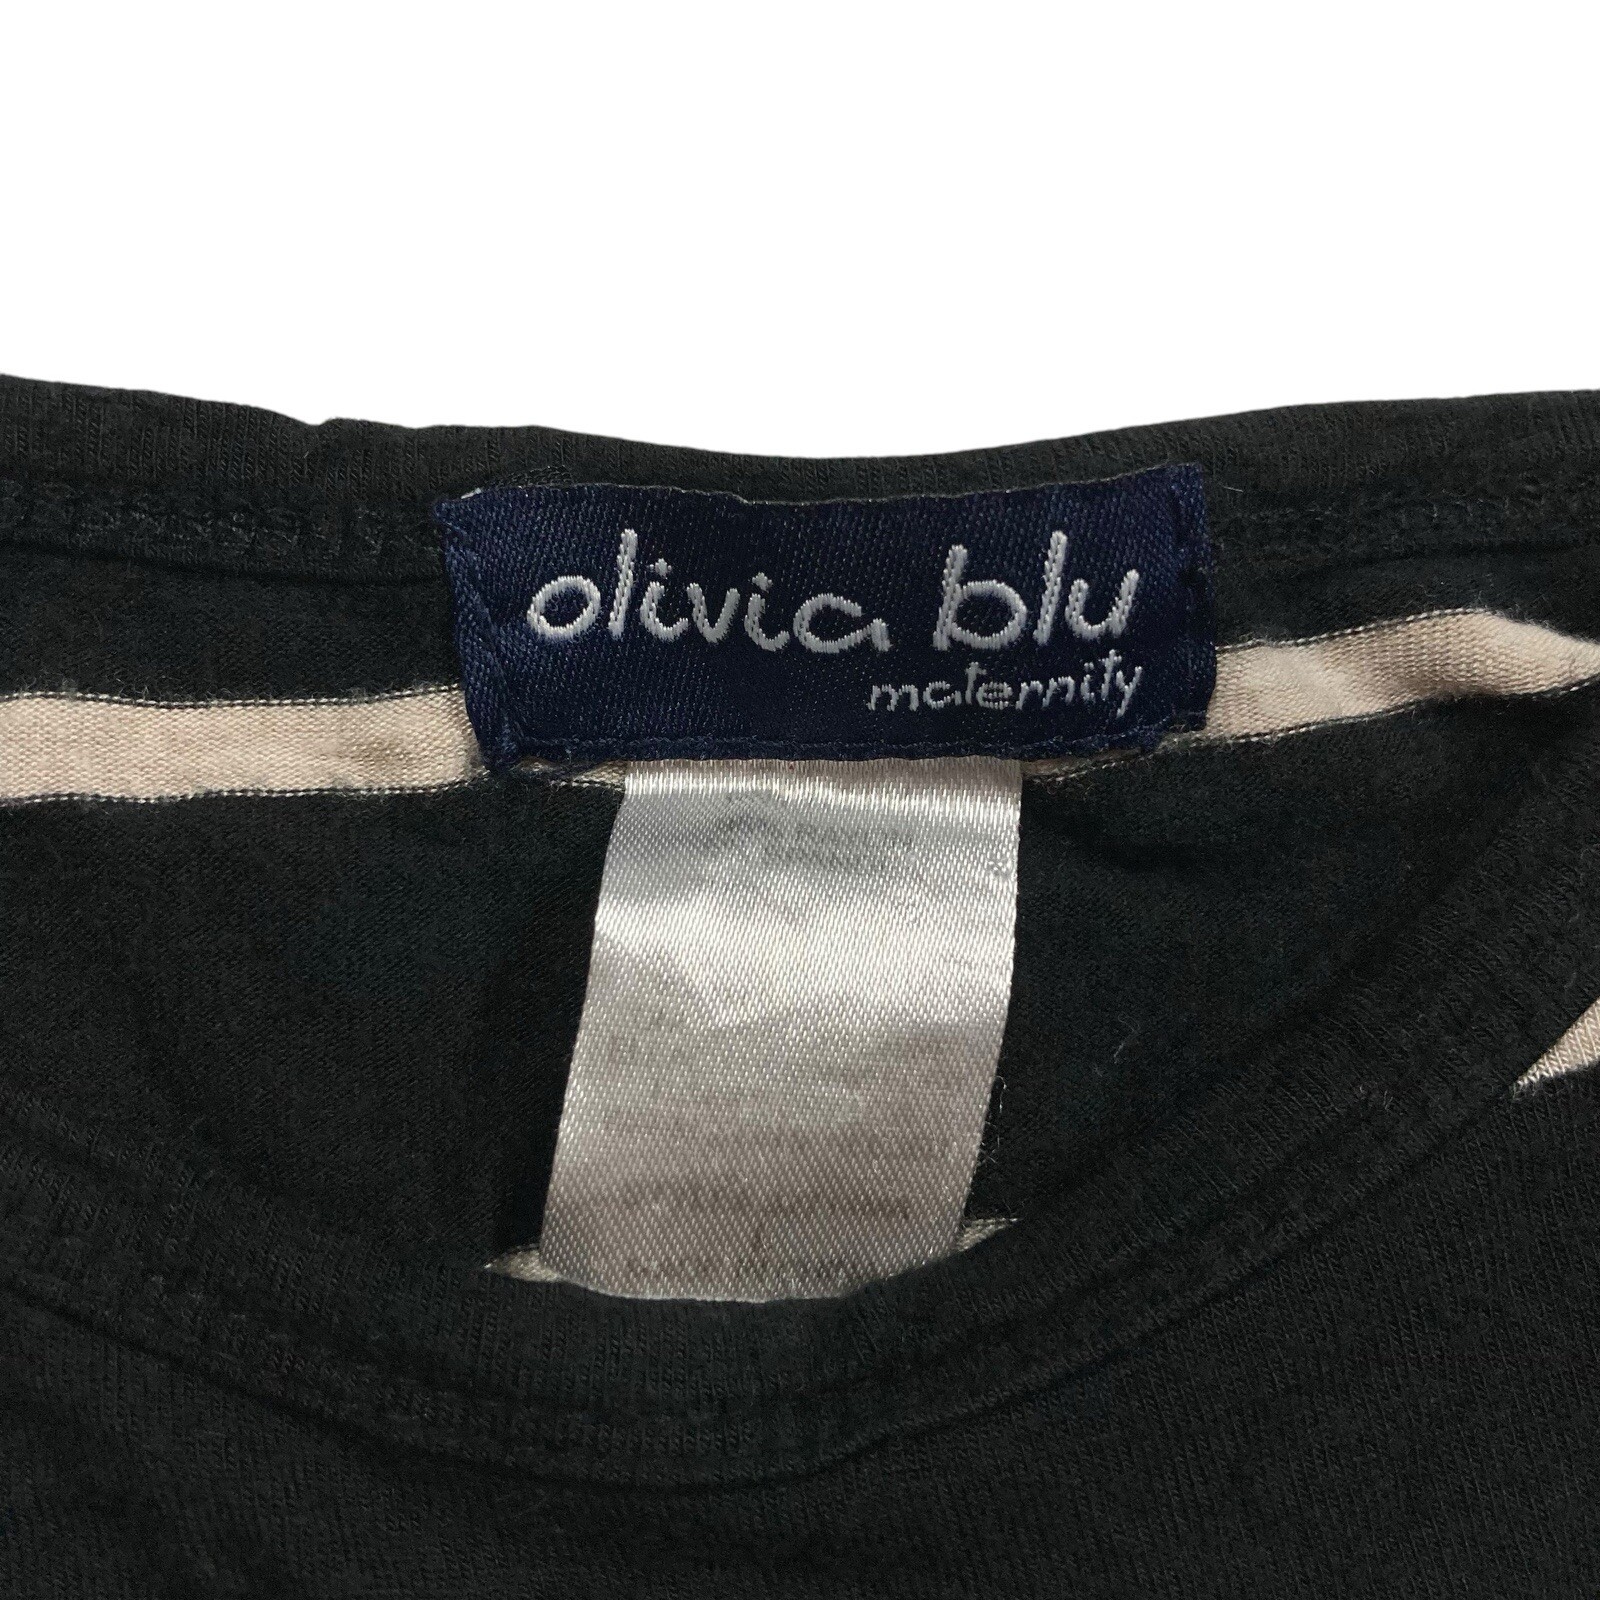 olivia blu
maternity